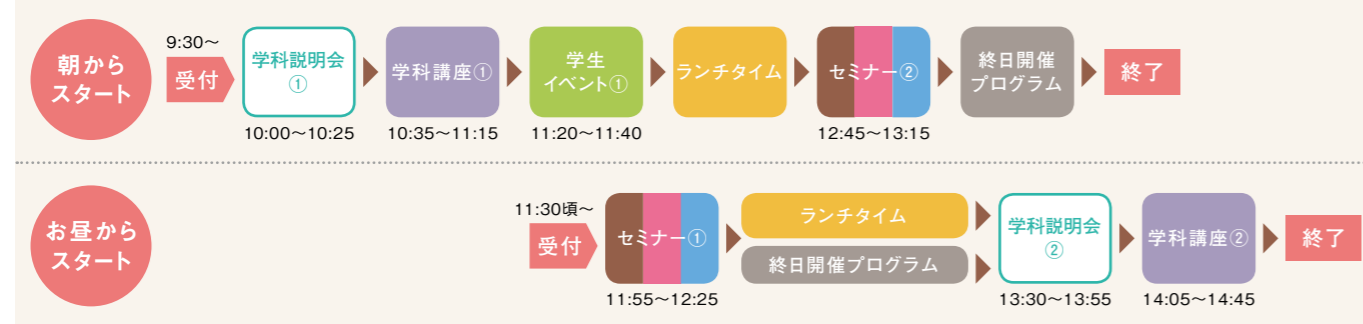 朝から
スタート
9:30～
受付
学科説明会
①
10:00～10:25
学科講座①
10:35～11:15
学生
イベント①
11:20～11:40
ランチタイム
セミナー②
12:45～13:15
終日開催
プログラム
終了
お昼から
スタート
11:30頃～
受付
セミナー①
11:55～12:25
ランチタイム
終日開催プログラム
学科説明会
②
13:30～13:55
学科講座②
14:05～14:45
終了